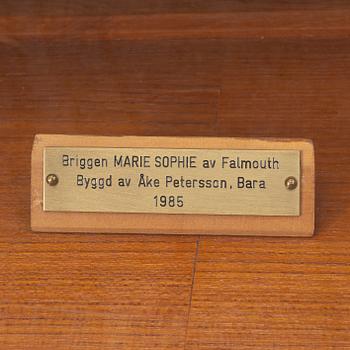 Briggen MARIE SOPHIE av Falmouth
Byggd av Åke Petersson, Bara
1985